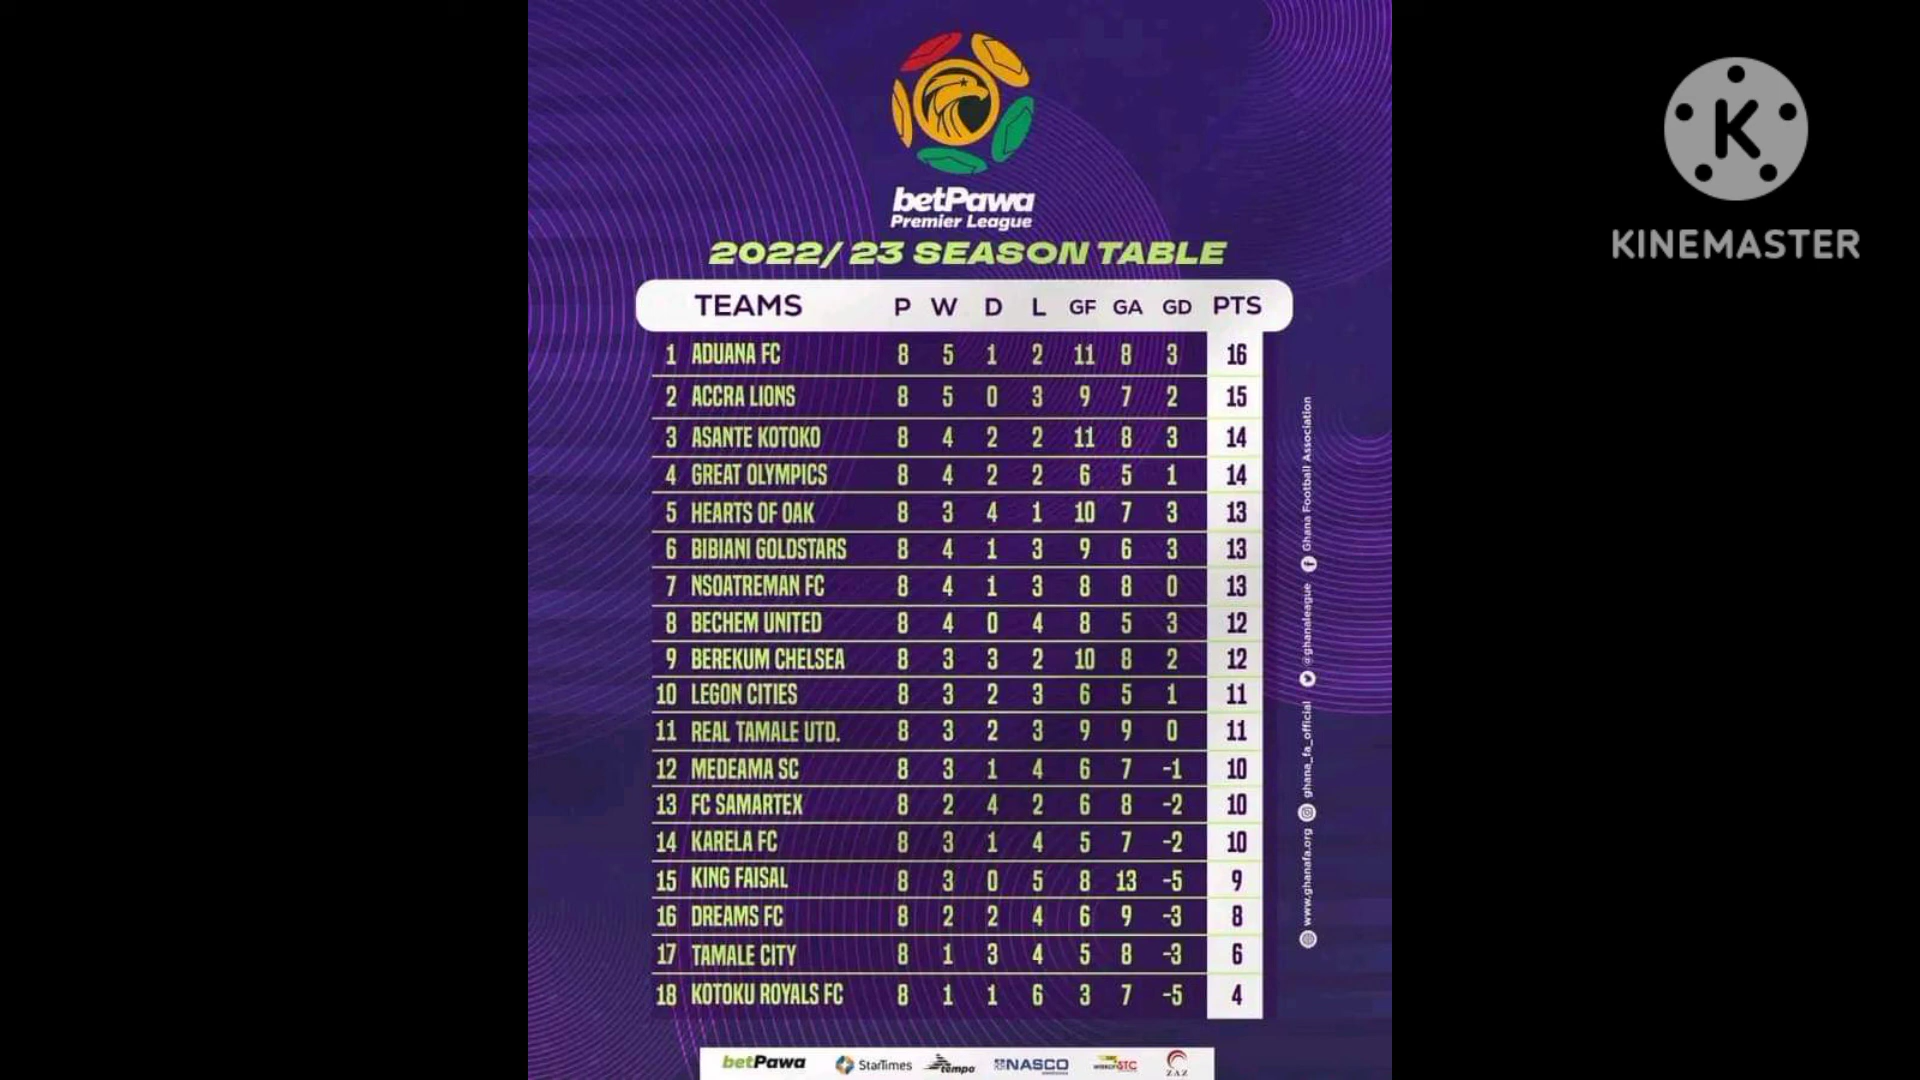 K
KINEMASTER
betPawa
Premier League
2022/ 23 SEASON TABLE
TEAMS P W D L GF GA GD PTS
1 ADUANA FC 8 5 1 2 11 8 3 16
2 ACCRA LIONS 8 5 0 3 9 7 2 15
3 ASANTE KOTOKO 8 4 2 2 11 8 3 14
4 GREAT OLYMPICS 8 4 2 2 6 5 1 14
5 HEARTS OF OAK 8 3 4 1 10 7 3 13
6 BIBIANI GOLDSTARS 8 4 1 3 9 6 3 13
7 NSOATREMAN FC 8 4 1 3 8 8 0 13
8 BECHEM UNITED 8 4 0 4 8 5 3 12
9 BEREKUM CHELSEA 8 3 3 2 10 8 2 12
10 LEGON CITIES 8 3 2 3 6 5 1 11
11 REAL TAMALE UTD. 8 3 2 3 9 9 0 11
12 MEDEAMA SC 8 3 1 4 6 7 -1 10
13 FC SAMARTEX 8 2 4 2 6 8 -2 10
14 KARELA FC 8 3 1 4 5 7 -2 10
15 KING FAISAL 8 3 0 5 8 13 -5 9
16 DREAMS FC 8 2 2 4 6 9 -3 8
17 TAMALE CITY 8 1 3 4 5 8 -3 6
18 KOTOKU ROYALS FC 8 1 1 6 3 7 -5 4
www.ghanafa.org ghana_fa_official @ghanaleague Ghana Football Association
betPawa StarTimes tempo NASCO STC ZAZ